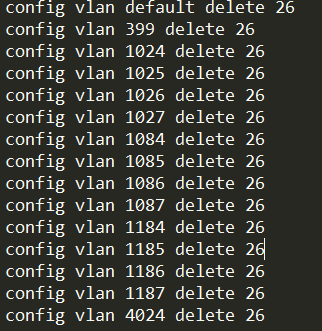 config vlan default delete 26
config vlan 399 delete 26
config vlan 1024 delete 26
config vlan 1025 delete 26
config vlan 1026 delete 26
config vlan 1027 delete 26
config vlan 1084 delete 26
config vlan 1085 delete 26
config vlan 1086 delete 26
config vlan 1087 delete 26
config vlan 1184 delete 26
config vlan 1185 delete 26
config vlan 1186 delete 26
config vlan 1187 delete 26
config vlan 4024 delete 26